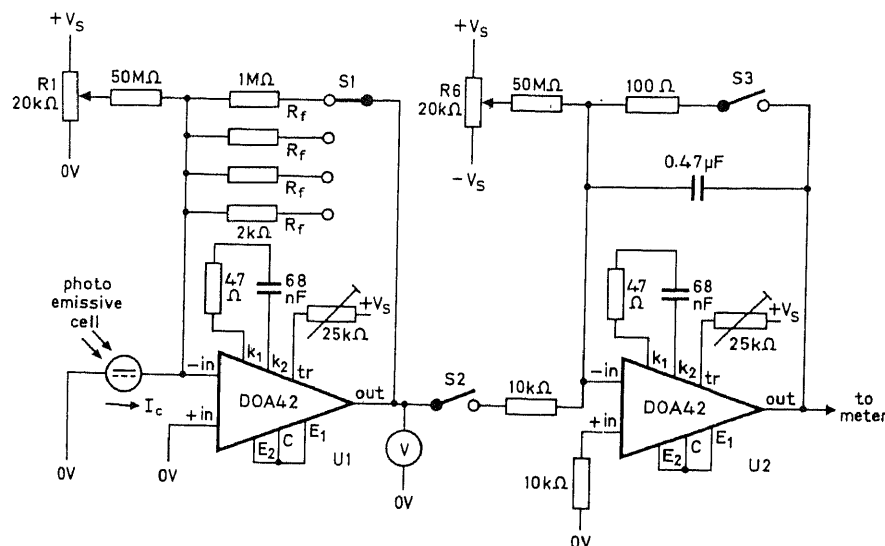 +VS
R1
20kΩ
0V
50MΩ
1MΩ
Rf
S1
Rf
Rf
2kΩ
Rf
47
Ω
68
nF
+VS
25kΩ
photo
emissive
cell
Ic
0V
0V
-in
+in
k1
k2
tr
DOA42
out
E2
C
E1
U1
V
0V
S2
10kΩ
+VS
R6
20kΩ
-VS
50MΩ
100Ω
S3
0.47µF
47
Ω
68
nF
+VS
25kΩ
-in
+in
k1
k2
tr
DOA42
out
E2
C
E1
U2
10kΩ
0V
to
meter